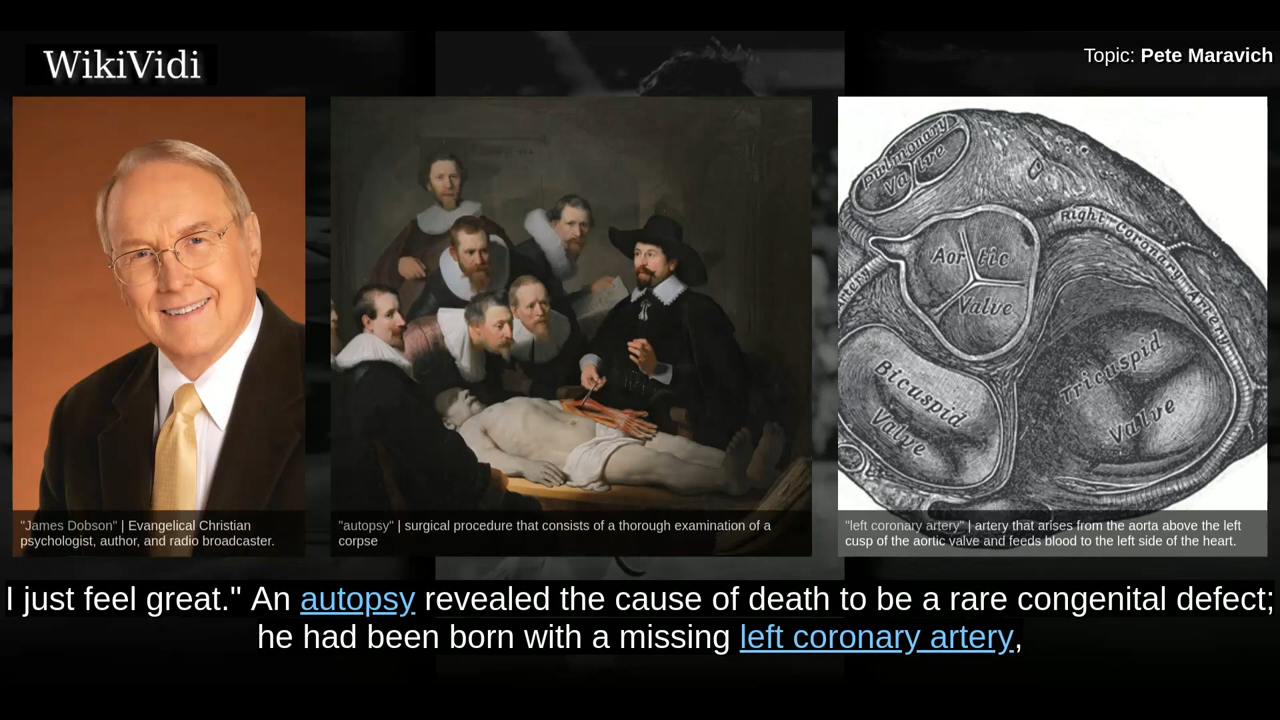 WikiVidi
Topic: Pete Maravich
Pulmonary
Valve
Right Coronary Artery
Aortic
Valve
Bicuspid
Valve
Tricuspid
Valve
"James Dobson" | Evangelical Christian
psychologist, author, and radio broadcaster.
"autopsy" | surgical procedure that consists of a thorough examination of a
corpse
"left coronary artery" | artery that arises from the aorta above the left
cusp of the aortic valve and feeds blood to the left side of the heart.
I just feel great." An autopsy revealed the cause of death to be a rare congenital defect;
he had been born with a missing left coronary artery,